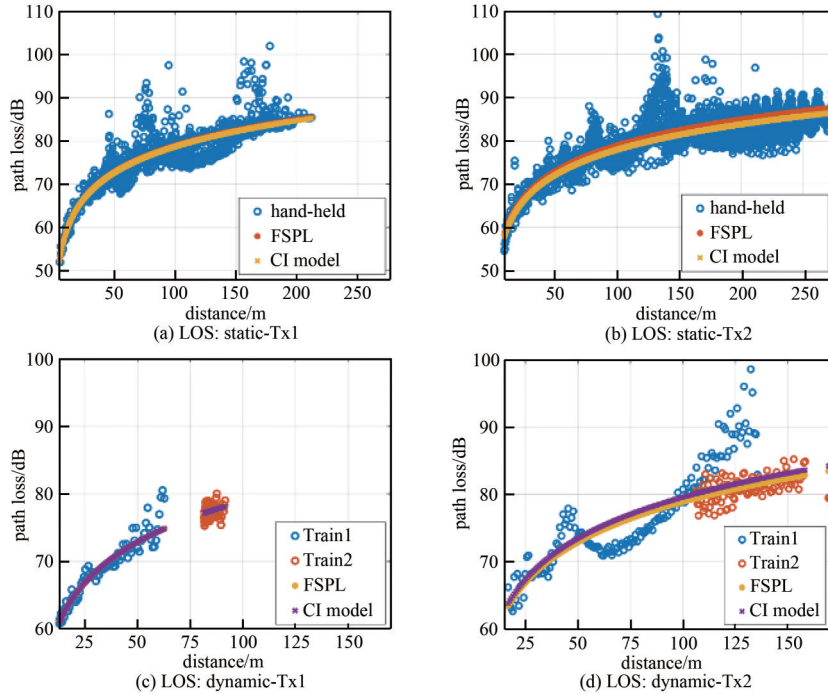 110
100
90
80
70
60
50
path loss/dB
hand-held
FSPL
CI model
50 100 150 200 250
distance/m
(a) LOS: static-Tx1
110
100
90
80
70
60
50
path loss/dB
hand-held
FSPL
CI model
50 100 150 200 250
distance/m
(b) LOS: static-Tx2
100
90
80
70
60
path loss/dB
Train1
Train2
FSPL
CI model
25 50 75 100 125 150
distance/m
(c) LOS: dynamic-Tx1
100
90
80
70
60
path loss/dB
Train1
Train2
FSPL
CI model
25 50 75 100 125 150
distance/m
(d) LOS: dynamic-Tx2